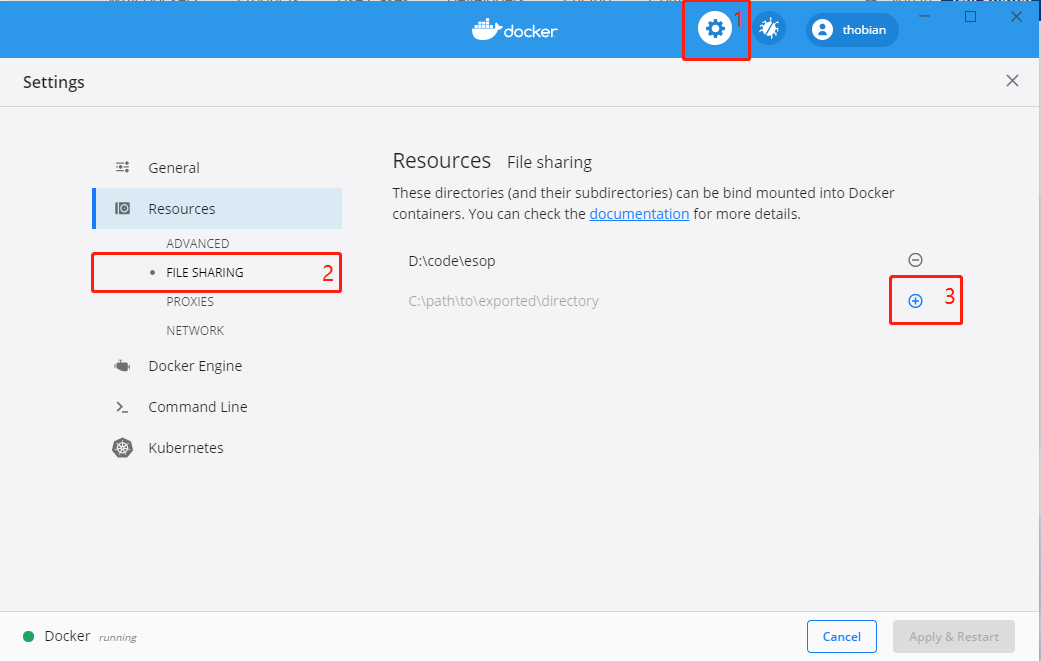 docker
1
thobian
Settings
General
Resources
ADVANCED
FILE SHARING
2
PROXIES
NETWORK
Docker Engine
Command Line
Kubernetes
Resources File sharing
These directories (and their subdirectories) can be bind mounted into Docker
containers. You can check the documentation for more details.
D:\code\esop
C:\path\to\exported\directory
3
Docker running
Cancel
Apply & Restart